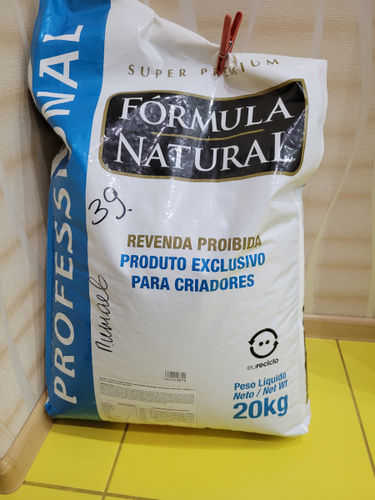 PROFESSIONAL
SUPER PREMIUM
FÓRMULA
NATURAL
39.
REVENDA PROIBIDA
PRODUTO EXCLUSIVO
PARA CRIADORES
eureciclo
Peso Líquido
Neto / Net Wt.
20kg